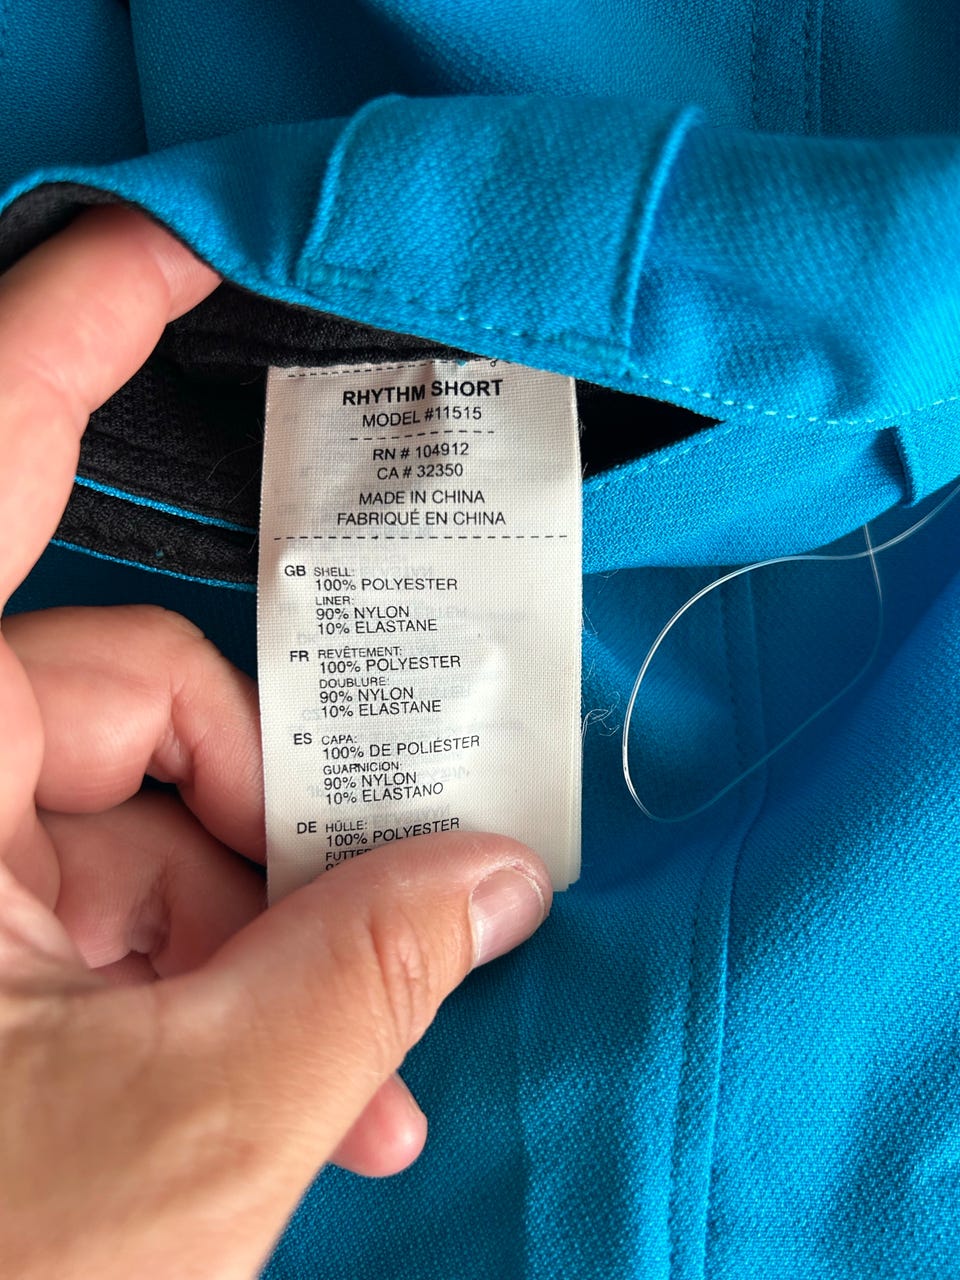 RHYTHM SHORT
MODEL #11515
RN # 104912
CA # 32350
MADE IN CHINA
FABRIQUÉ EN CHINA
GB SHELL:
100% POLYESTER
LINER:
90% NYLON
10% ELASTANE
FR REVÊTEMENT:
100% POLYESTER
DOUBLURE:
90% NYLON
10% ELASTANE
ES CAPA:
100% DE POLIÉSTER
GUARNICION:
90% NYLON
10% ELASTANO
DE HÜLLE:
100% POLYESTER